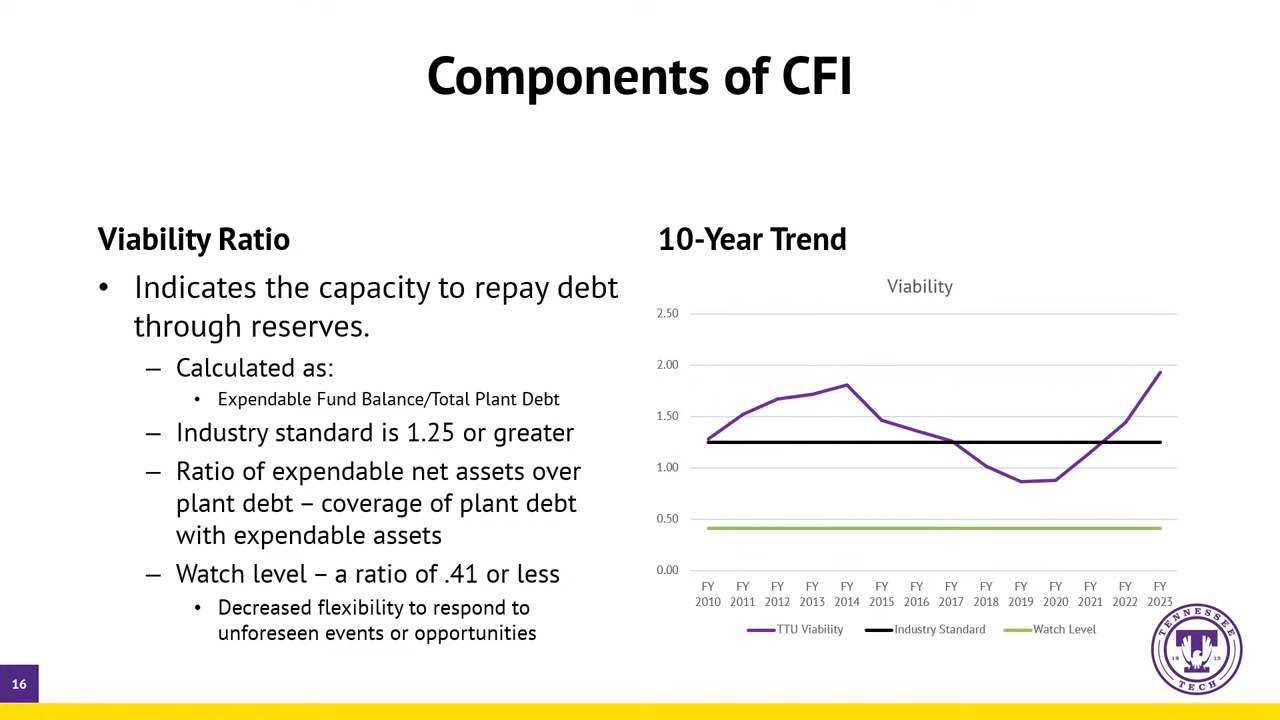 Components of CFI
Viability Ratio
• Indicates the capacity to repay debt
through reserves.
– Calculated as:
• Expendable Fund Balance/Total Plant Debt
– Industry standard is 1.25 or greater
– Ratio of expendable net assets over
plant debt – coverage of plant debt
with expendable assets
– Watch level – a ratio of .41 or less
• Decreased flexibility to respond to
unforeseen events or opportunities
10-Year Trend
Viability
2.50
2.00
1.50
1.00
0.50
0.00
FY FY FY FY FY FY FY FY FY FY FY FY FY FY
2010 2011 2012 2013 2014 2015 2016 2017 2018 2019 2020 2021 2022 2023
TTU Viability Industry Standard Watch Level
TENNESSEE
T
19 15
TECH
16